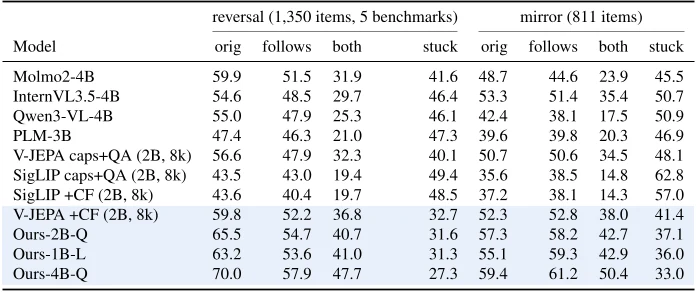 reversal (1,350 items, 5 benchmarks) mirror (811 items)
Model orig follows both stuck orig follows both stuck
Molmo2-4B 59.9 51.5 31.9 41.6 48.7 44.6 23.9 45.5
InternVL3.5-4B 54.6 48.5 29.7 46.4 53.3 51.4 35.4 50.7
Qwen3-VL-4B 55.0 47.9 25.3 46.1 42.4 38.1 17.5 50.9
PLM-3B 47.4 46.3 21.0 47.3 39.6 39.8 20.3 46.9
V-JEPA caps+QA (2B, 8k) 56.6 47.9 32.3 40.1 50.7 50.6 34.5 48.1
SigLIP caps+QA (2B, 8k) 43.5 43.0 19.4 49.4 35.6 38.5 14.8 62.8
SigLIP +CF (2B, 8k) 43.6 40.4 19.7 48.5 37.2 38.1 14.3 57.0
V-JEPA +CF (2B, 8k) 59.8 52.2 36.8 32.7 52.3 52.8 38.0 41.4
Ours-2B-Q 65.5 54.7 40.7 31.6 57.3 58.2 42.7 37.1
Ours-1B-L 63.2 53.6 41.0 31.3 55.1 59.3 42.9 36.0
Ours-4B-Q 70.0 57.9 47.7 27.3 59.4 61.2 50.4 33.0